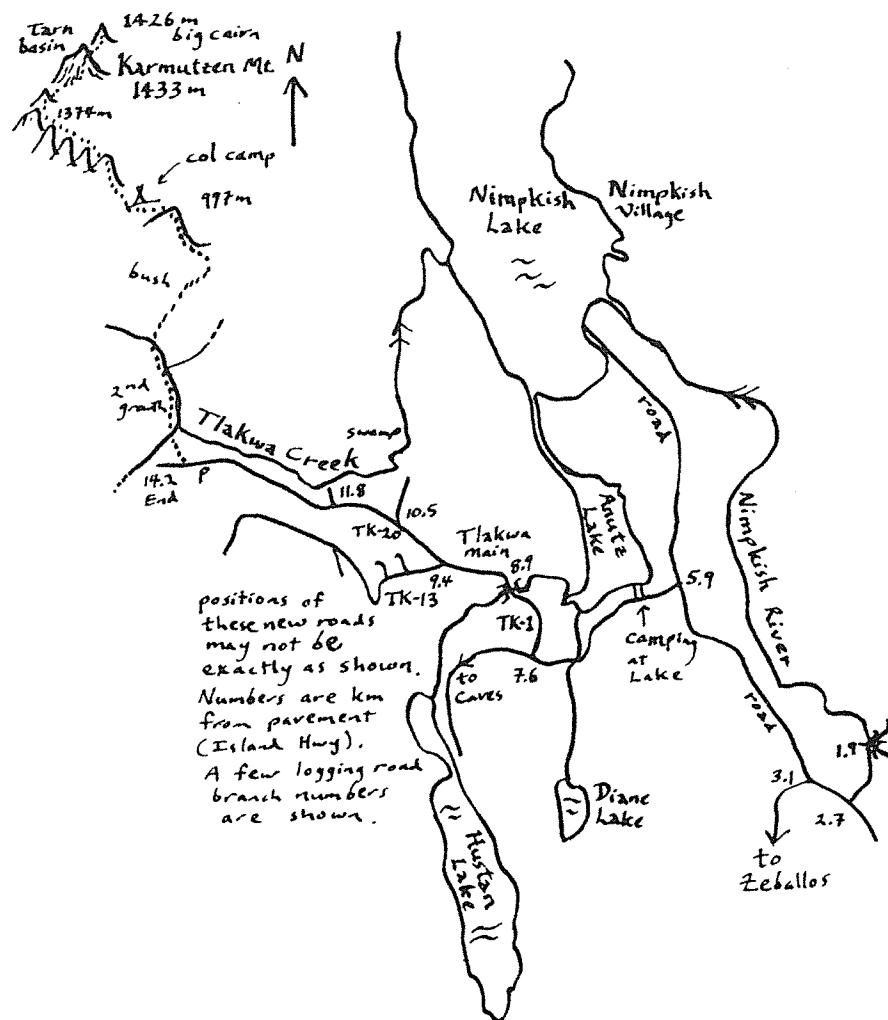 Tarn
basin
1426 m
big cairn
Karmutzen Mt.
1433 m
N
1374 m
col camp
997 m
bush
Nimpkish
Lake
Nimpkish
Village
2nd
growth
Tlakwa Creek
Swamp
road
14.2
End
P
11.8
10.5
TK-20
Tlakwa
main
8.9
Anutz
Lake
5.9
Nimpkish River
9.4
TK-13
TK-1
7.6
to
Caves
Camping
at
Lake
positions of
these new roads
may not be
exactly as shown.
Numbers are km
from pavement
(Island Hwy).
A few logging road
branch numbers
are shown.
road
1.9
3.1
2.7
Diane
Lake
to
Zeballos
Hustan
Lake